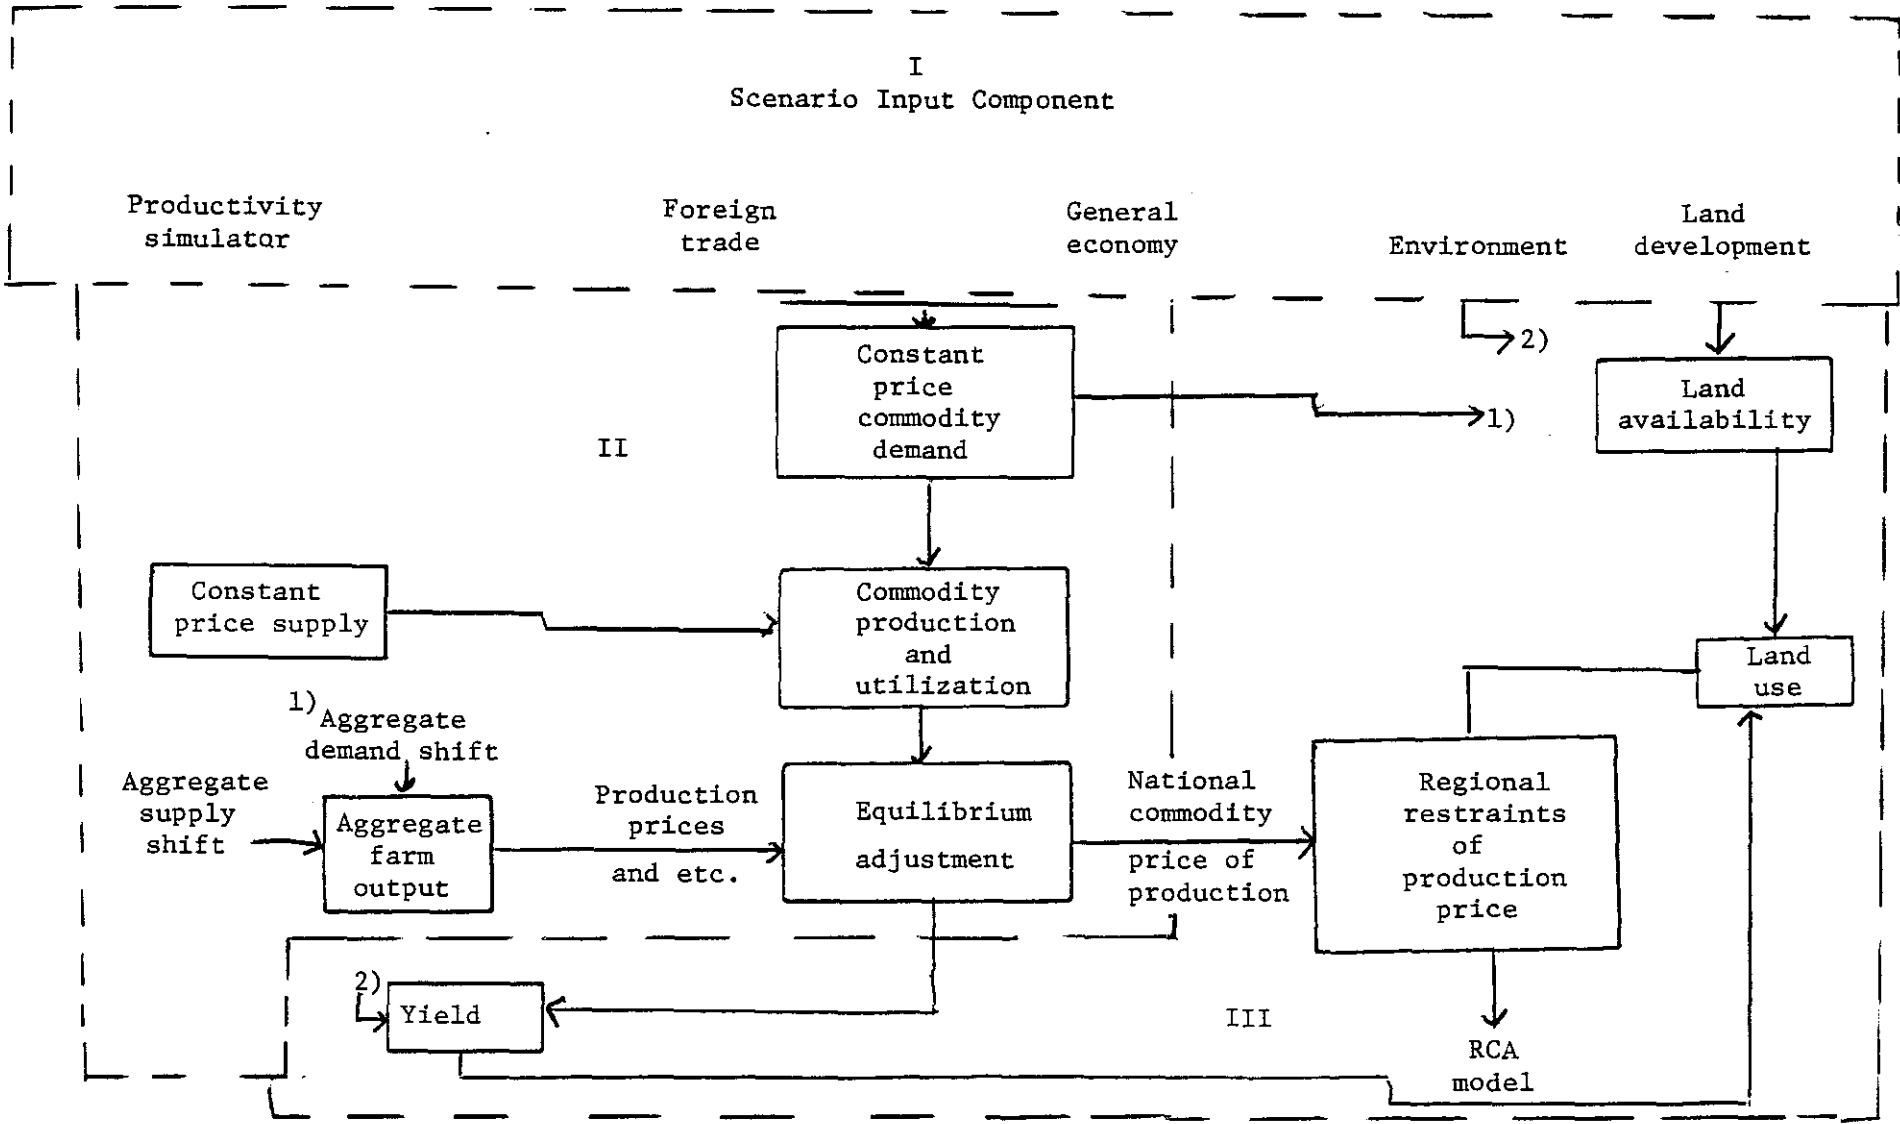 I
Scenario Input Component
Productivity
simulator
Foreign
trade
General
economy
Environment
Land
development
2)
Constant
price
commodity
demand
1)
Land
availability
II
Constant
price supply
Commodity
production
and
utilization
Land
use
1)
Aggregate
demand shift
Aggregate
supply
shift
Aggregate
farm
output
Production
prices
and etc.
Equilibrium
adjustment
National
commodity
price of
production
Regional
restraints
of
production
price
2)
Yield
III
RCA
model